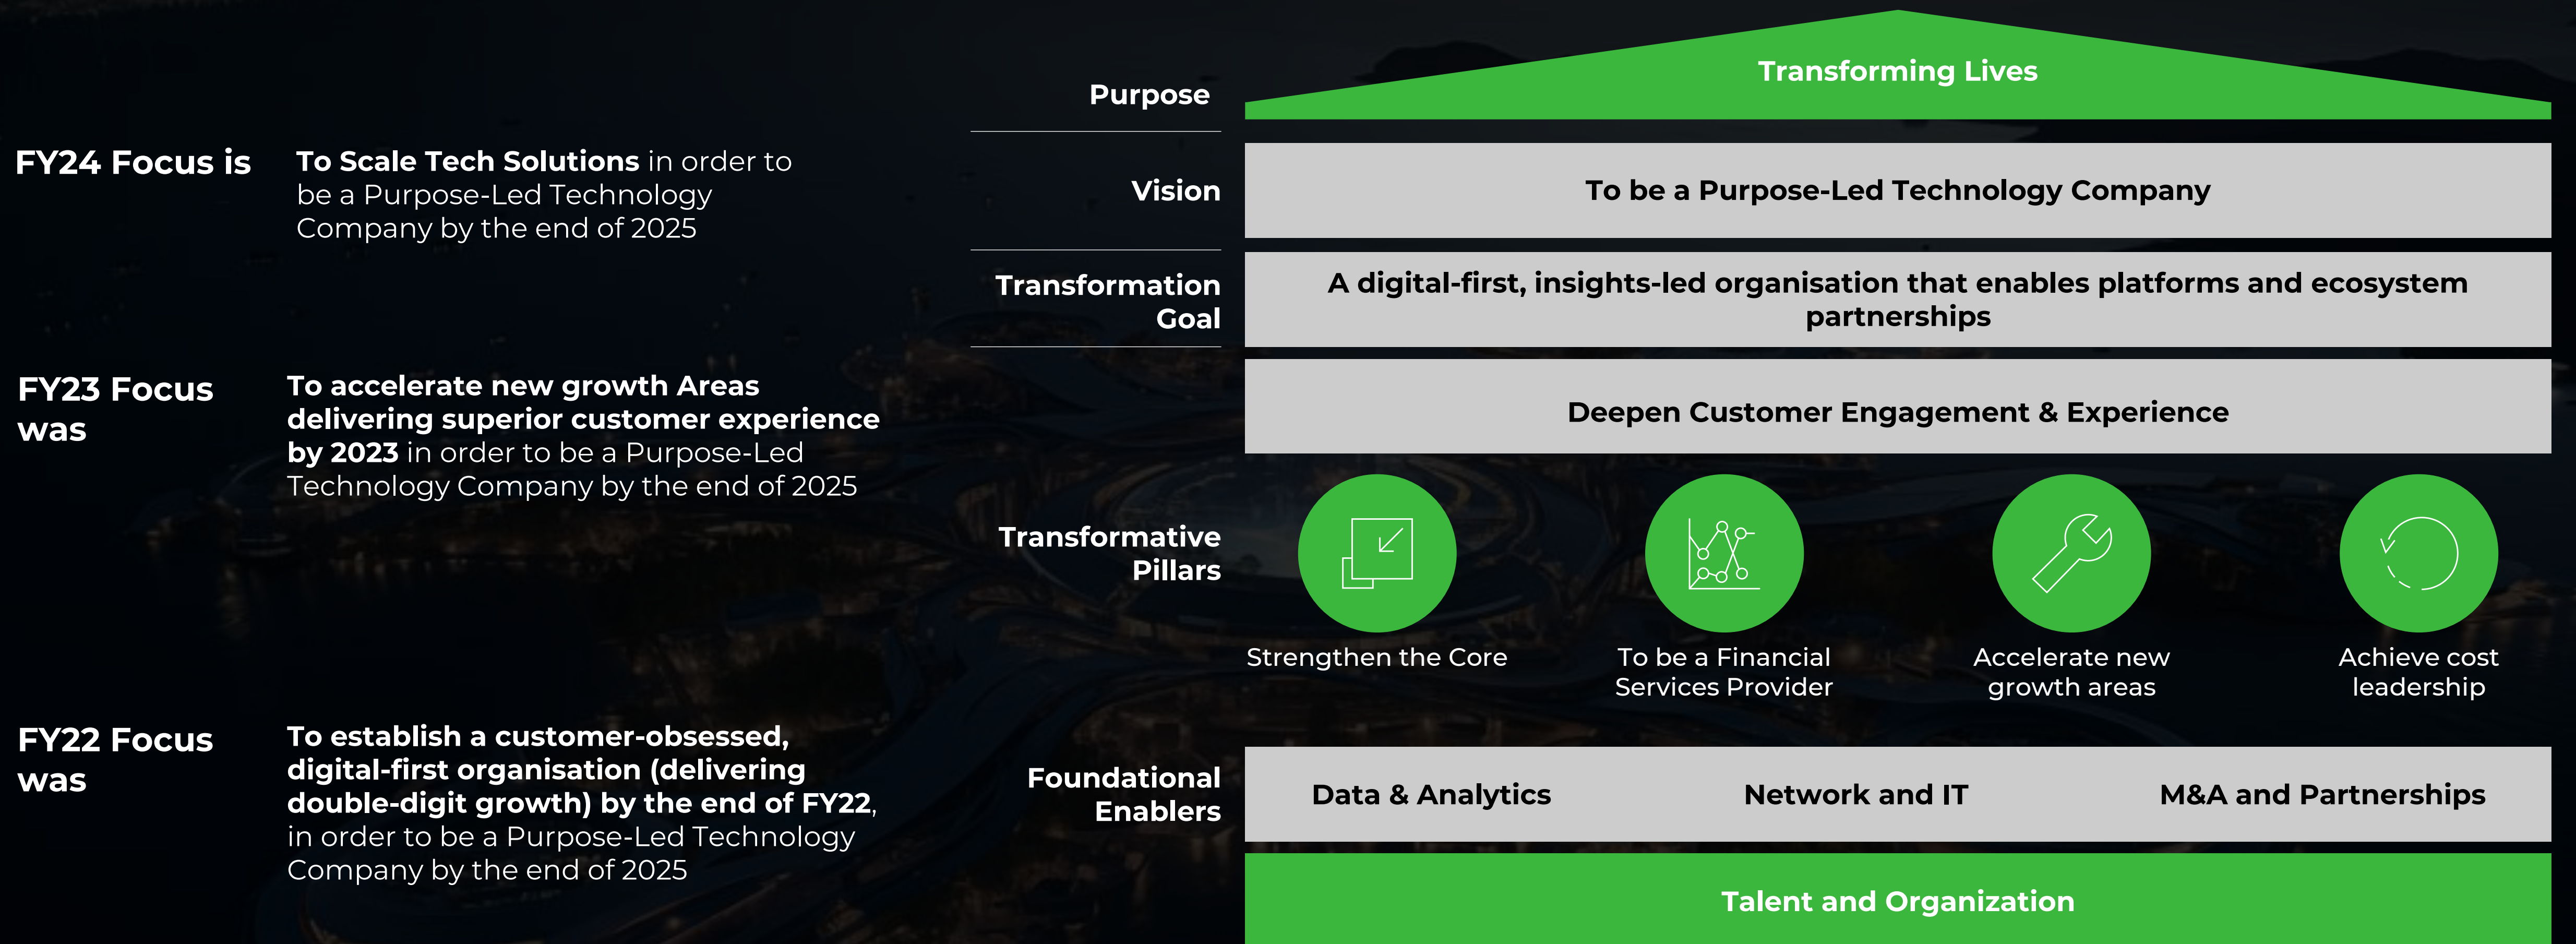 FY24 Focus is
To Scale Tech Solutions in order to
be a Purpose-Led Technology
Company by the end of 2025
FY23 Focus
was
To accelerate new growth Areas
delivering superior customer experience
by 2023 in order to be a Purpose-Led
Technology Company by the end of 2025
FY22 Focus
was
To establish a customer-obsessed,
digital-first organisation (delivering
double-digit growth) by the end of FY22,
in order to be a Purpose-Led Technology
Company by the end of 2025
Purpose
Transforming Lives
Vision
To be a Purpose-Led Technology Company
Transformation
Goal
A digital-first, insights-led organisation that enables platforms and ecosystem
partnerships
Deepen Customer Engagement & Experience
Transformative
Pillars
Strengthen the Core
To be a Financial
Services Provider
Accelerate new
growth areas
Achieve cost
leadership
Foundational
Enablers
Data & Analytics
Network and IT
M&A and Partnerships
Talent and Organization